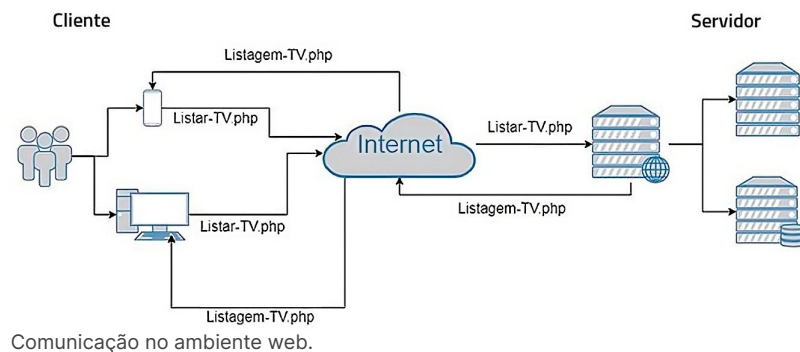 Cliente
Servidor
Listagem-TV.php
Listar-TV.php
Internet
Listar-TV.php
Listar-TV.php
Listagem-TV.php
Listagem-TV.php
Comunicação no ambiente web.